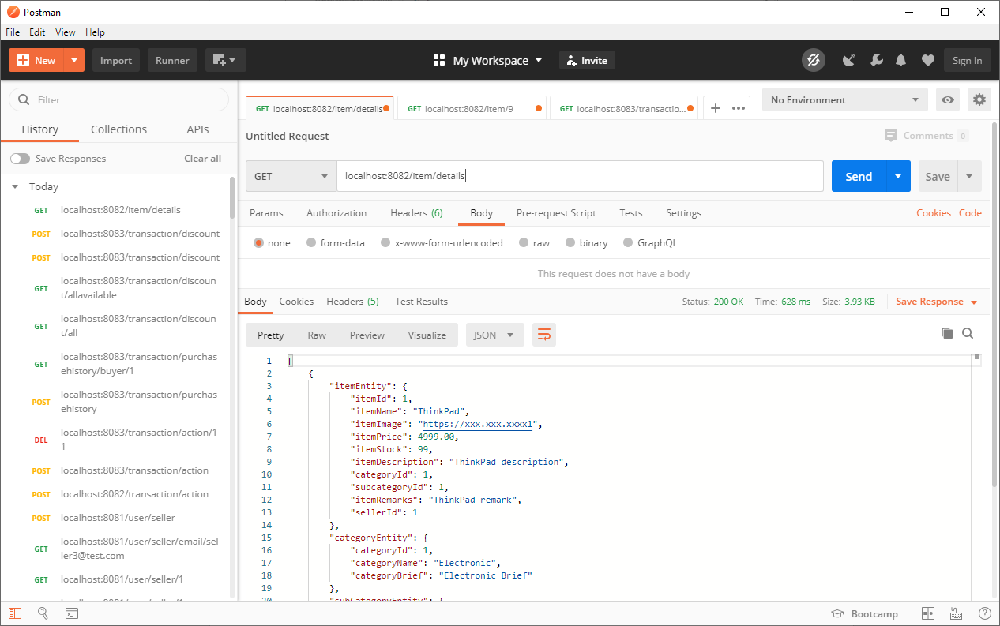 Postman
File Edit View Help
New Import Runner My Workspace Invite Sign In
Filter
History Collections APIs
Save Responses Clear all
Today
GET localhost:8082/item/details
POST localhost:8083/transaction/discount
POST localhost:8083/transaction/discount
GET localhost:8083/transaction/discoun
t/allavailable
GET localhost:8083/transaction/discoun
t/all
GET localhost:8083/transaction/purchas
ehistory/buyer/1
POST localhost:8083/transaction/purchas
ehistory
DEL localhost:8083/transaction/action/1
1
POST localhost:8083/transaction/action
POST localhost:8082/transaction/action
POST localhost:8081/user/seller
GET localhost:8081/user/seller/email/sel
ler3@test.com
GET localhost:8081/user/seller/1
GET localhost:8082/item/details GET localhost:8082/item/9 GET localhost:8083/transactio... + ••• No Environment
Untitled Request Comments 0
GET localhost:8082/item/details Send Save
Params Authorization Headers (6) Body Pre-request Script Tests Settings Cookies Code
none form-data x-www-form-urlencoded raw binary GraphQL
This request does not have a body
Body Cookies Headers (5) Test Results Status: 200 OK Time: 628 ms Size: 3.93 KB Save Response
Pretty Raw Preview Visualize JSON
1 [
2 {
3 "itemEntity": {
4 "itemId": 1,
5 "itemName": "ThinkPad",
6 "itemImage": "https://xxx.xxx.xxxx1",
7 "itemPrice": 4999.00,
8 "itemStock": 99,
9 "itemDescription": "ThinkPad description",
10 "categoryId": 1,
11 "subcategoryId": 1,
12 "itemRemarks": "ThinkPad remark",
13 "sellerId": 1
14 },
15 "categoryEntity": {
16 "categoryId": 1,
17 "categoryName": "Electronic",
18 "categoryBrief": "Electronic Brief"
19 },
20 "subCategoryEntity": {
Bootcamp